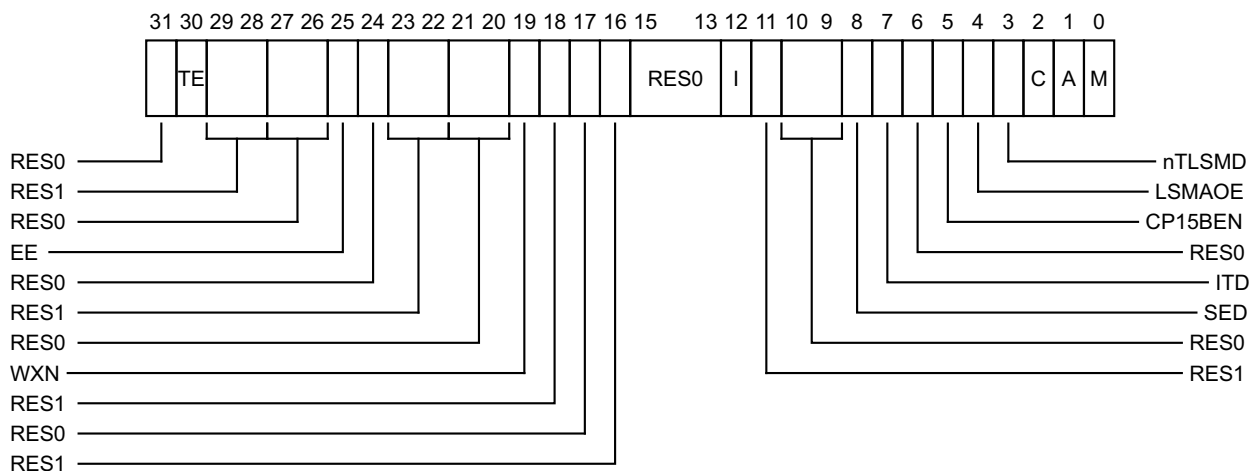 31 30 29 28 27 26 25 24 23 22 21 20 19 18 17 16 15 13 12 11 10 9 8 7 6 5 4 3 2 1 0
TE RES0 I C A M
RES0 nTLSMD
RES1 LSMAOE
RES0 CP15BEN
EE RES0
RES0 ITD
RES1 SED
RES0 RES0
WXN RES1
RES1
RES0
RES1